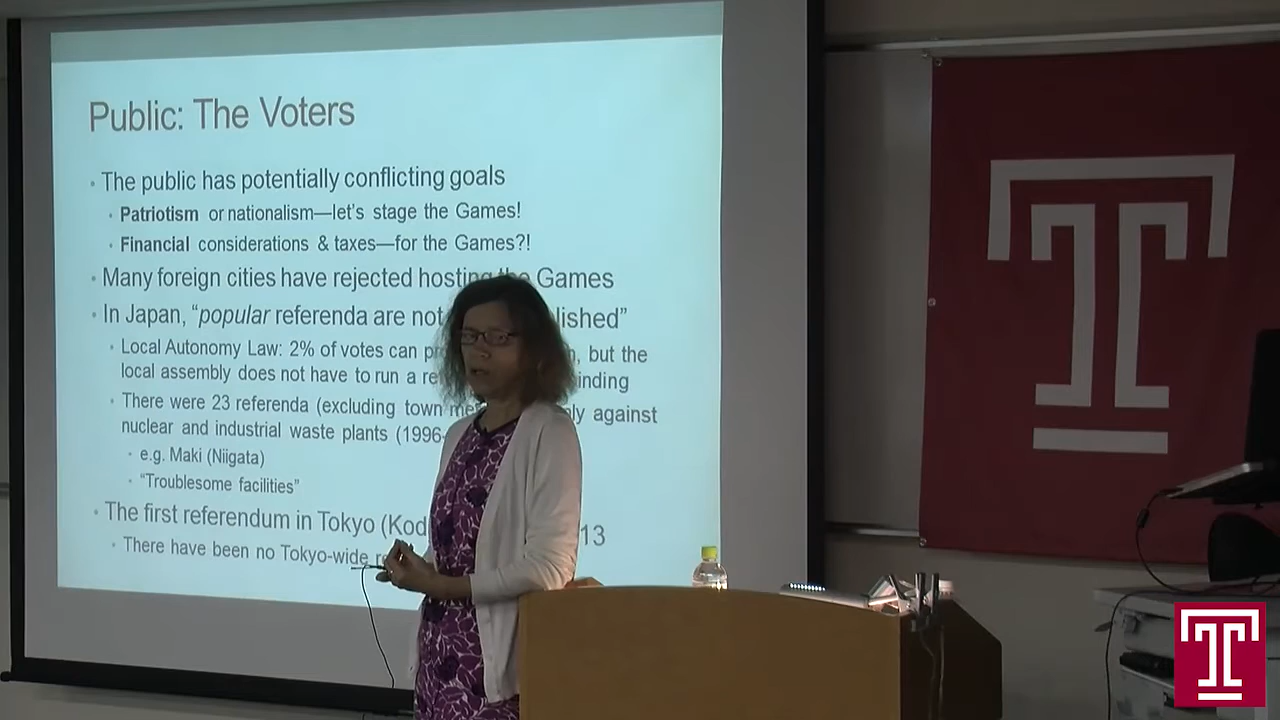 Public: The Voters
• The public has potentially conflicting goals
• Patriotism or nationalism—let's stage the Games!
• Financial considerations & taxes—for the Games?!
• Many foreign cities have rejected hosting the Games
• In Japan, "popular referenda are not lished"
• Local Autonomy Law: 2% of votes can , but the
local assembly does not have to run a inding
• There were 23 referenda (excluding town against
nuclear and industrial waste plants (1996-
• e.g. Maki (Niigata)
• "Troublesome facilities"
• The first referendum in Tokyo (Kod 13
• There have been no Tokyo-wide
T
T